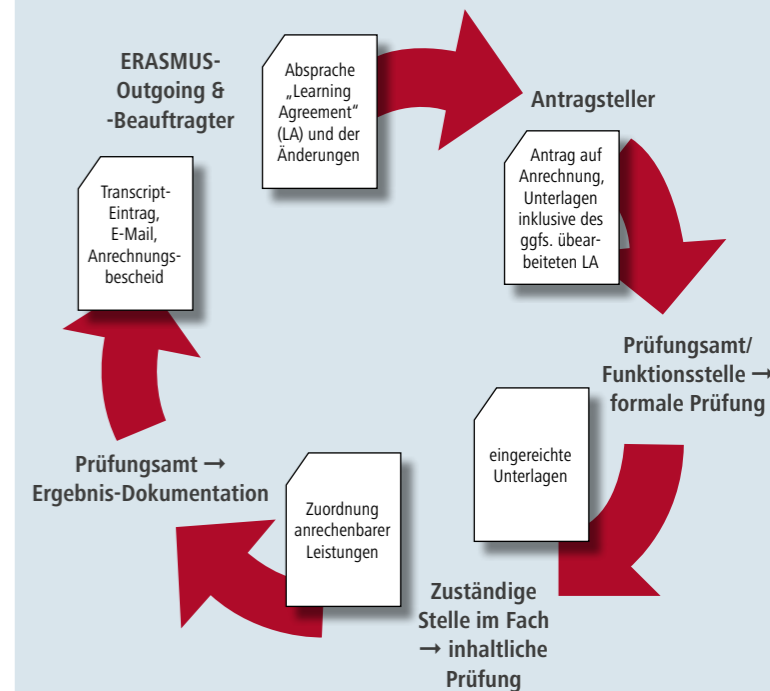 ERASMUS-
Outgoing &
-Beauftragter
Absprache
„Learning
Agreement“
(LA) und der
Änderungen
Antragsteller
Antrag auf
Anrechnung,
Unterlagen
inklusive des
ggfs. übear-
beiteten LA
Prüfungsamt/
Funktionsstelle →
formale Prüfung
eingereichte
Unterlagen
Zuständige
Stelle im Fach
→ inhaltliche
Prüfung
Zuordnung
anrechenbarer
Leistungen
Prüfungsamt →
Ergebnis-Dokumentation
Transcript-
Eintrag,
E-Mail,
Anrechnungs-
bescheid